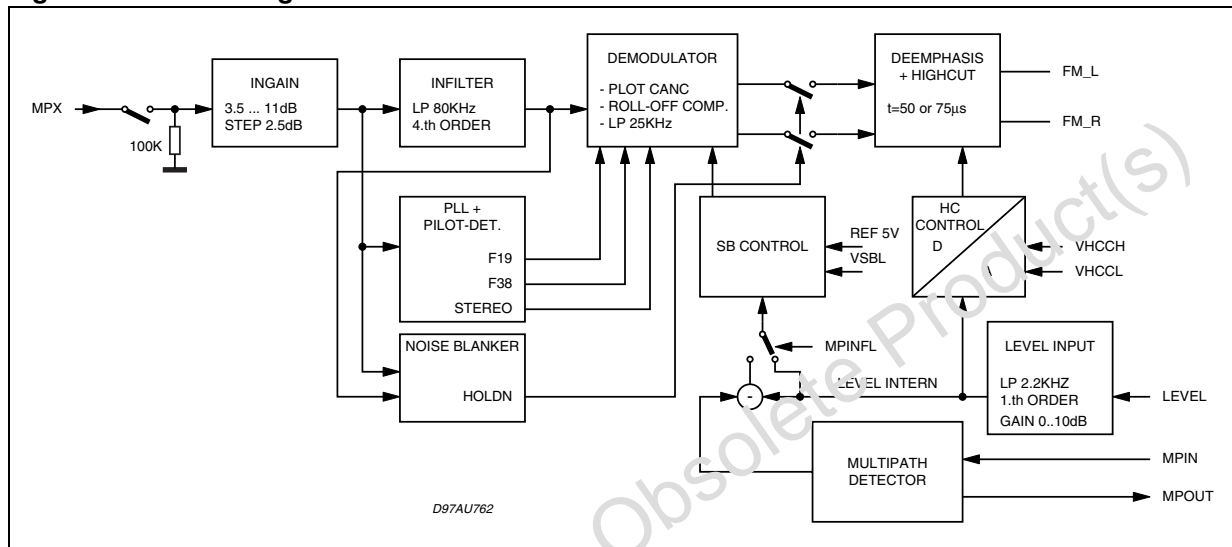 INGAIN
3.5 ... 11dB
STEP 2.5dB
INFILTER
LP 80KHz
4.th ORDER
DEMODULATOR
- PLOT CANC
- ROLL-OFF COMP.
- LP 25KHz
DEEMPHASIS
+ HIGHCUT
t=50 or 75µs
FM_L
FM_R
MPX
100K
PLL +
PILOT-DET.
F19
F38
STEREO
SB CONTROL
REF 5V
VSBL
HC
CONTROL
D
VHCCH
VHCCL
NOISE BLANKER
HOLDN
MPINFL
LEVEL INTERN
-
LEVEL INPUT
LP 2.2KHZ
1.th ORDER
GAIN 0..10dB
LEVEL
MULTIPATH
DETECTOR
MPIN
MPOUT
D97AU762
Obsolete Product(s)